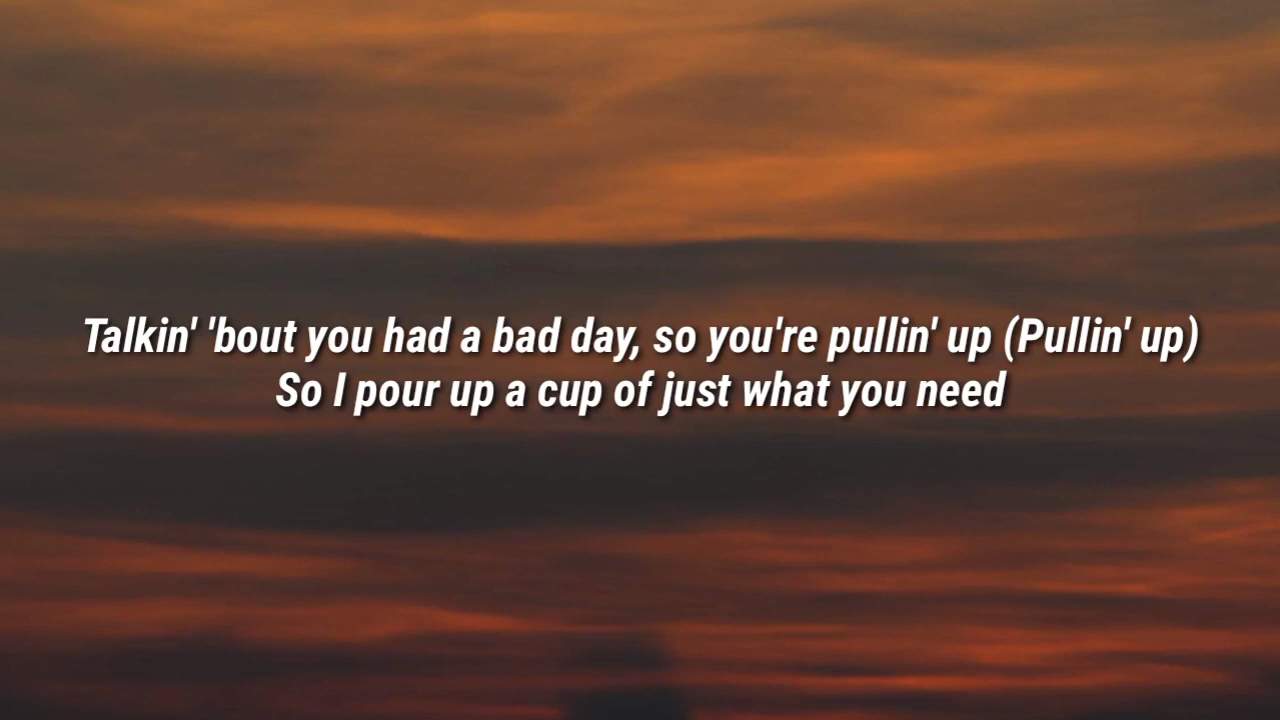 Talkin' 'bout you had a bad day, so you're pullin' up (Pullin' up)
So I pour up a cup of just what you need